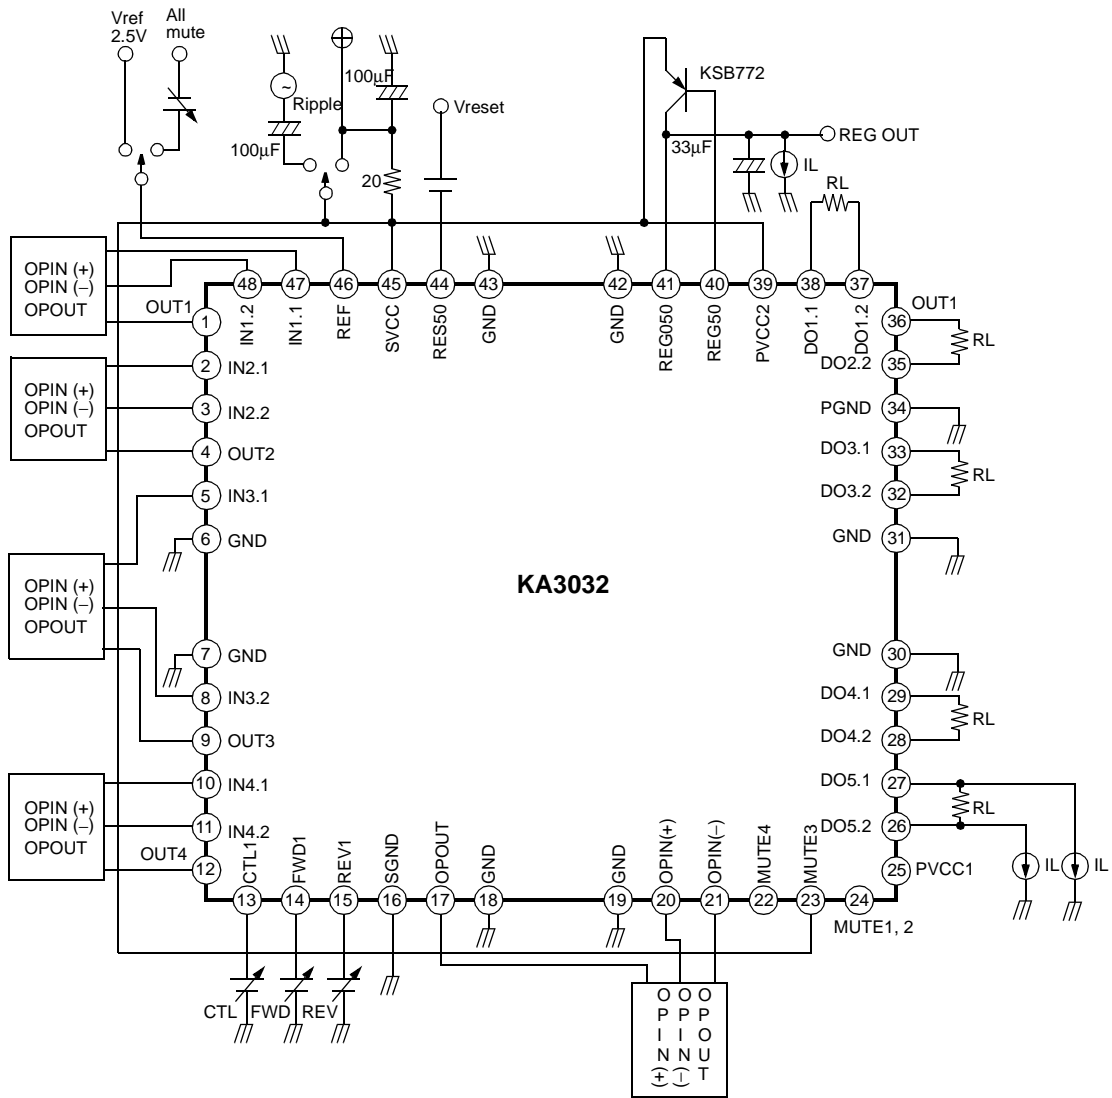 Vref
2.5V
All
mute
~
Ripple
100μF
100μF
20
Vreset
KSB772
33μF
REG OUT
IL
RL
OPIN (+)
OPIN (−)
OPOUT
OPIN (+)
OPIN (−)
OPOUT
OPIN (+)
OPIN (−)
OPOUT
OPIN (+)
OPIN (−)
OPOUT
48 47 46 45 44 43 42 41 40 39 38 37
IN1.2
IN1.1
REF
SVCC
RES50
GND
GND
REG050
REG50
PVCC2
DO1.1
DO1.2
OUT1
1
2 IN2.1
3 IN2.2
4 OUT2
5 IN3.1
6 GND
7 GND
8 IN3.2
9 OUT3
10 IN4.1
11 IN4.2
OUT4
12
KA3032
OUT1
36
RL
DO2.2 35
PGND 34
DO3.1 33
RL
DO3.2 32
GND 31
GND 30
DO4.1 29
RL
DO4.2 28
DO5.1 27
RL
DO5.2 26
25 PVCC1
IL
IL
CTL1
FWD1
REV1
SGND
OPOUT
GND
GND
OPIN(+)
OPIN(−)
MUTE4
MUTE3
13 14 15 16 17 18 19 20 21 22 23 24
MUTE1, 2
CTL
FWD
REV
OPIN(+)
OPIN(−)
OPOUT